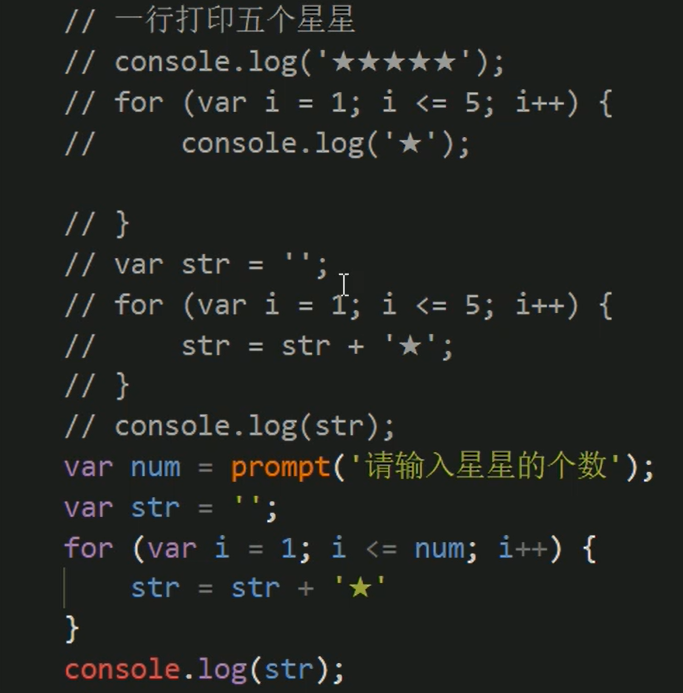 // 一行打印五个星星
// console.log('★★★★★');
// for (var i = 1; i <= 5; i++) {
//     console.log('★');
// }
// var str = '';
// for (var i = 1; i <= 5; i++) {
//     str = str + '★';
// }
// console.log(str);
var num = prompt('请输入星星的个数');
var str = '';
for (var i = 1; i <= num; i++) {
    str = str + '★'
}
console.log(str);